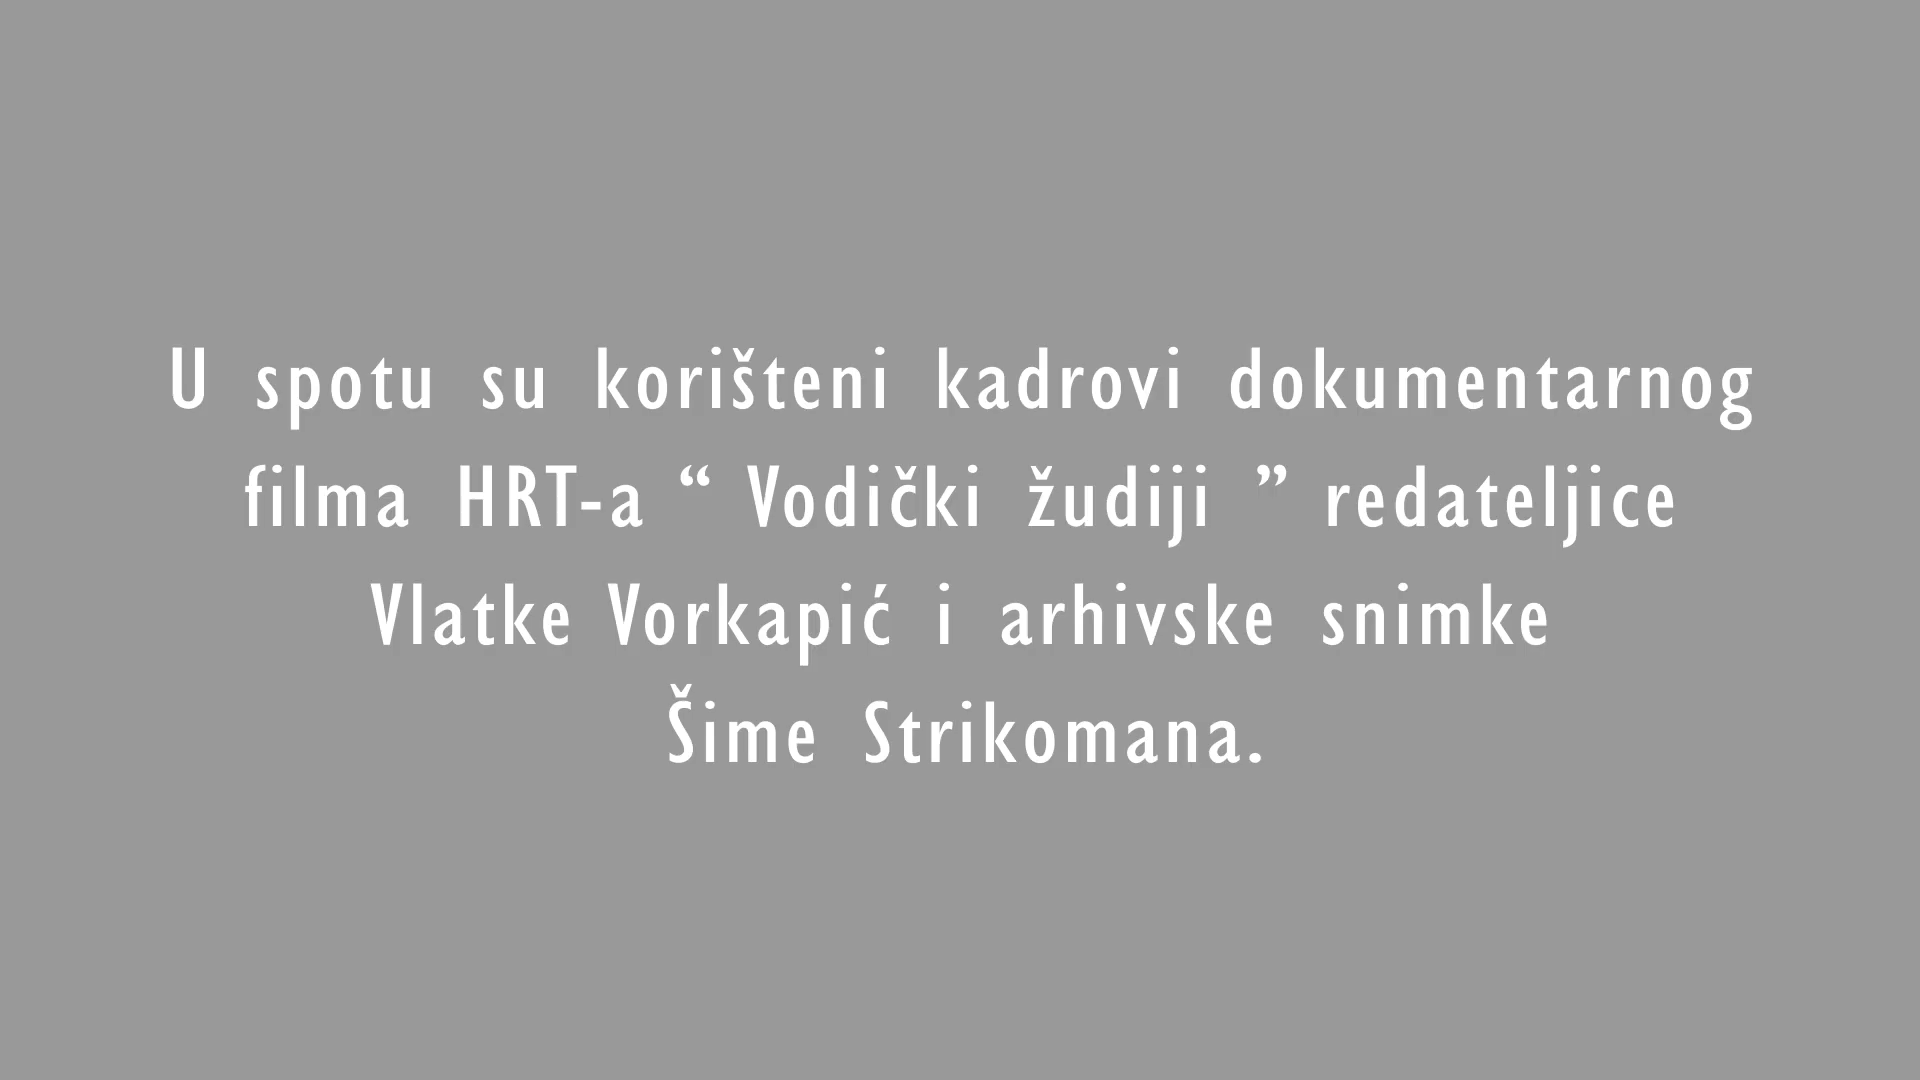 U spotu su korišteni kadrovi dokumentarnog
filma HRT-a “ Vodički žudiji ” redateljice
Vlatke Vorkapić i arhivske snimke
Šime Strikomana.